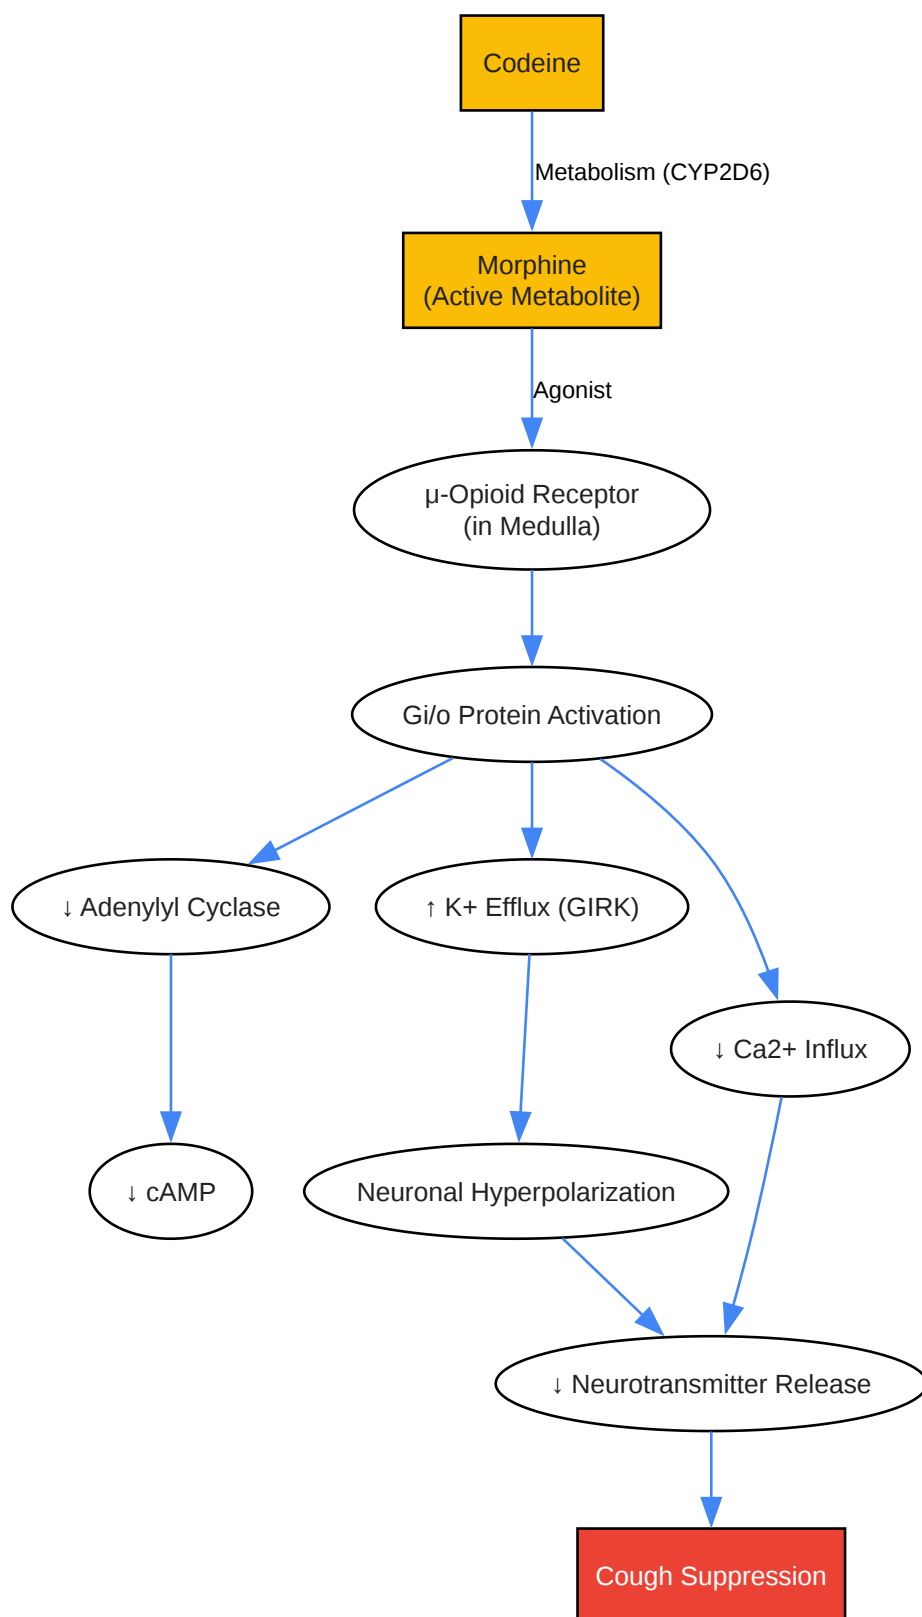 Codeine
Metabolism (CYP2D6)
Morphine
(Active Metabolite)
Agonist
μ-Opioid Receptor
(in Medulla)
Gi/o Protein Activation
↓ Adenylyl Cyclase
↑ K+ Efflux (GIRK)
↓ Ca2+ Influx
↓ cAMP
Neuronal Hyperpolarization
↓ Neurotransmitter Release
Cough Suppression